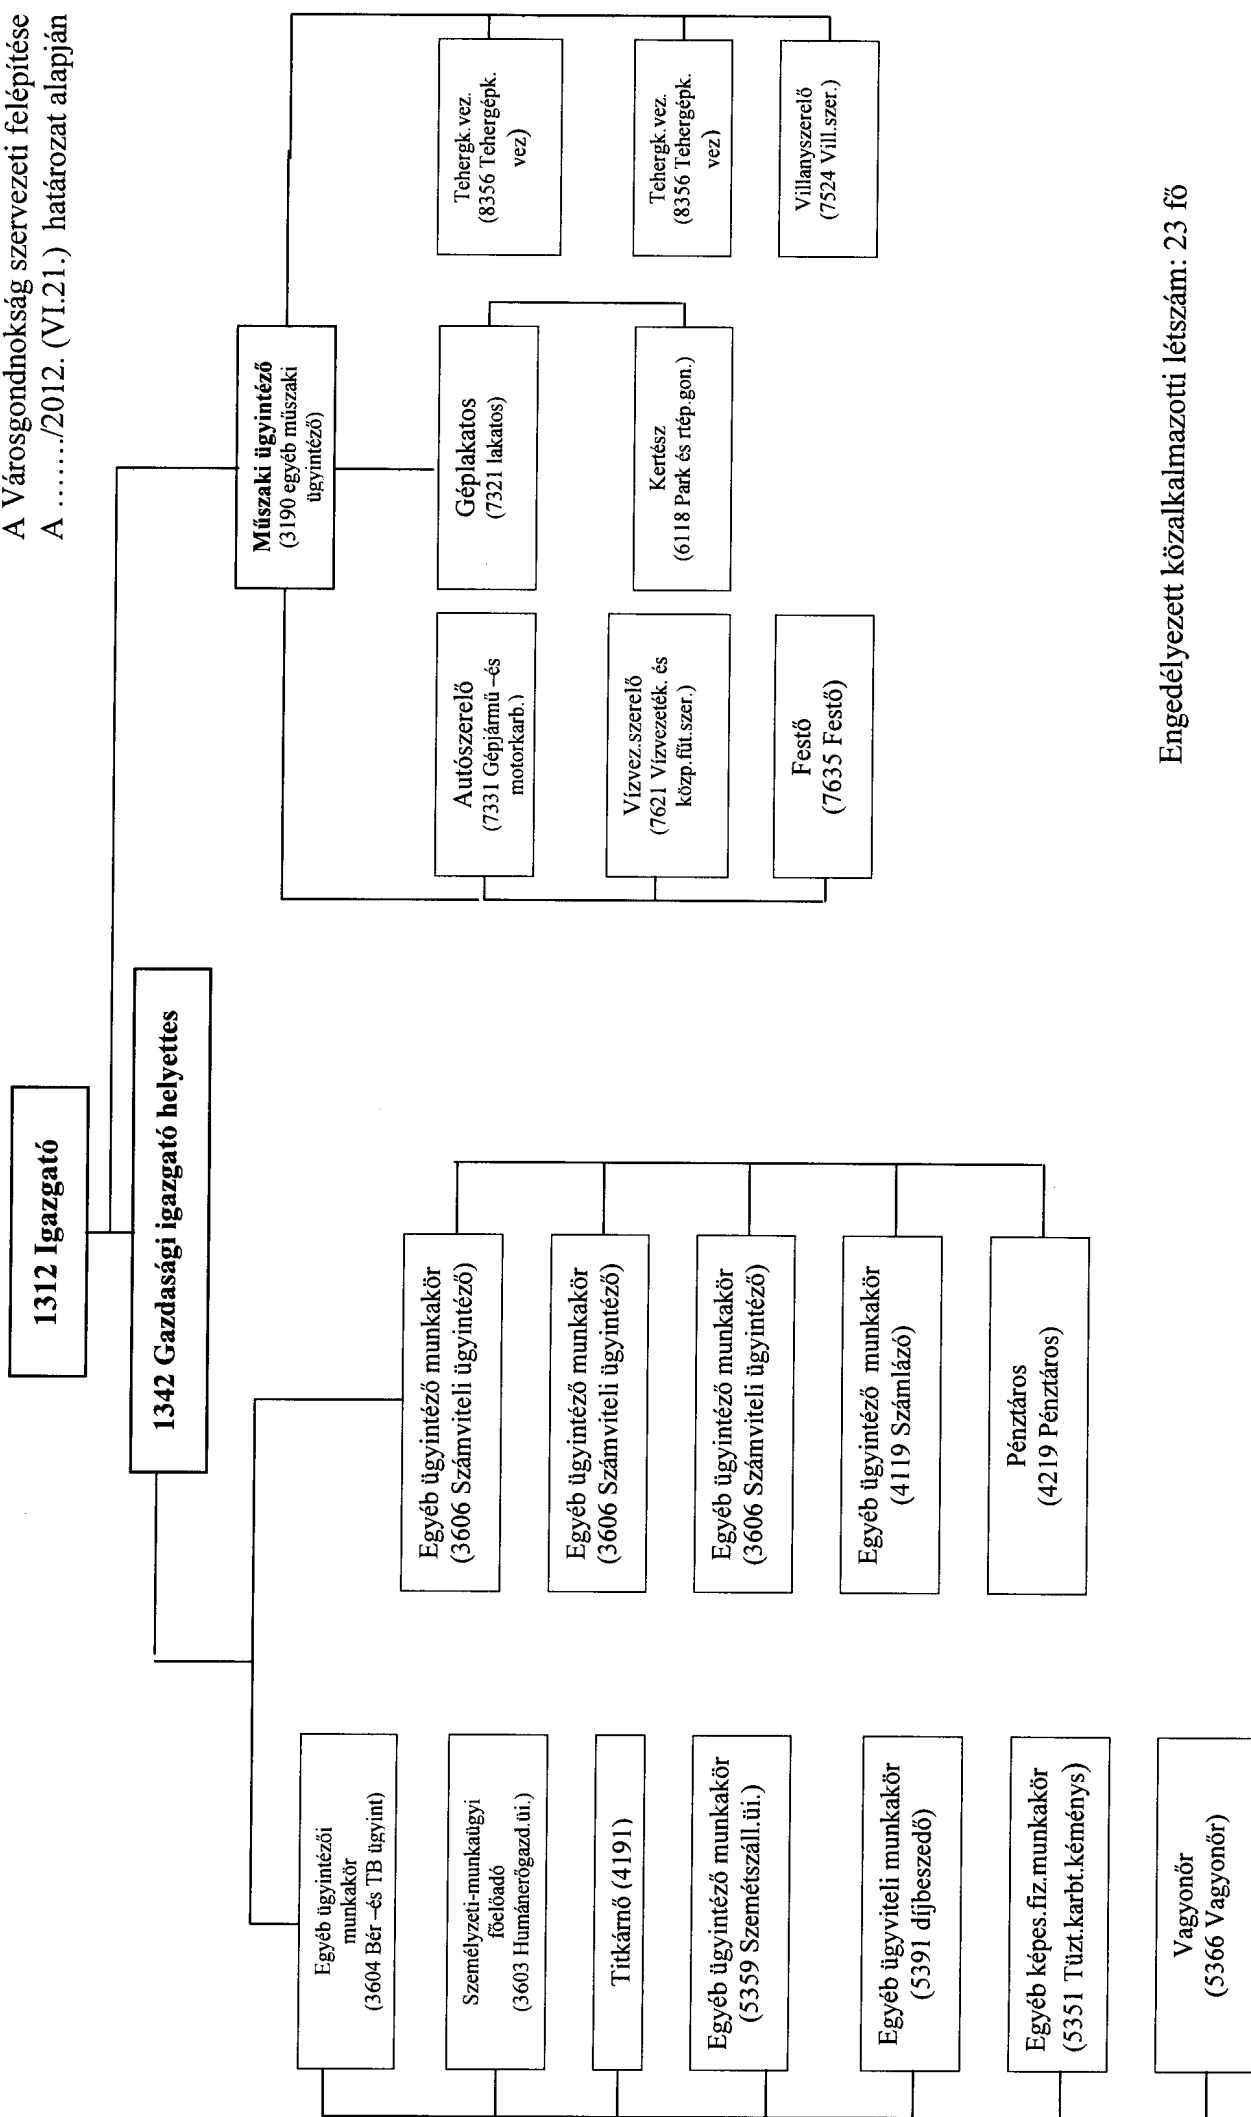 A Városgondnokság szervezeti felépítése
A ……./2012. (VI.21.) határozat alapján
1312 Igazgató
1342 Gazdasági igazgató helyettes
Műszaki ügyintéző
(3190 egyéb műszaki
ügyintéző)
Egyéb ügyintézői
munkakör
(3604 Bér –és TB ügyint)
Személyzeti-munkaügyi
főelőadó
(3603 Humánerőgazd.üi.)
Titkárnő (4191)
Egyéb ügyintéző munkakör
(5359 Szemétszáll.üi.)
Egyéb ügyviteli munkakör
(5391 díjbeszedő)
Egyéb képes.fiz.munkakör
(5351 Tüzt.karbt.kéménys)
Vagyonőr
(5366 Vagyonőr)
Egyéb ügyintéző munkakör
(3606 Számviteli ügyintéző)
Egyéb ügyintéző munkakör
(3606 Számviteli ügyintéző)
Egyéb ügyintéző munkakör
(3606 Számviteli ügyintéző)
Egyéb ügyintéző munkakör
(4119 Számlázó)
Pénztáros
(4219 Pénztáros)
Autószerelő
(7331 Gépjármű –és
motorkarb.)
Vízvez.szerelő
(7621 Vízvezeték. és
közp.fűt.szer.)
Festő
(7635 Festő)
Géplakatos
(7321 lakatos)
Kertész
(6118 Park és rtép.gon.)
Tehergk.vez.
(8356 Tehergépk.
vez)
Tehergk.vez.
(8356 Tehergépk.
vez)
Villanyszerelő
(7524 Vill.szer.)
Engedélyezett közalkalmazotti létszám: 23 fő